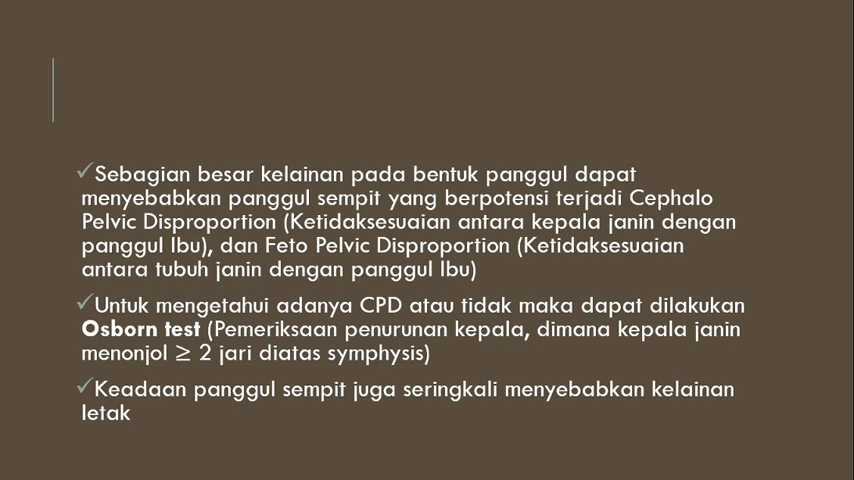 ✓Sebagian besar kelainan pada bentuk panggul dapat
menyebabkan panggul sempit yang berpotensi terjadi Cephalo
Pelvic Disproportion (Ketidaksesuaian antara kepala janin dengan
panggul Ibu), dan Feto Pelvic Disproportion (Ketidaksesuaian
antara tubuh janin dengan panggul Ibu)
✓Untuk mengetahui adanya CPD atau tidak maka dapat dilakukan
Osborn test (Pemeriksaan penurunan kepala, dimana kepala janin
menonjol ≥ 2 jari diatas symphysis)
✓Keadaan panggul sempit juga seringkali menyebabkan kelainan
letak